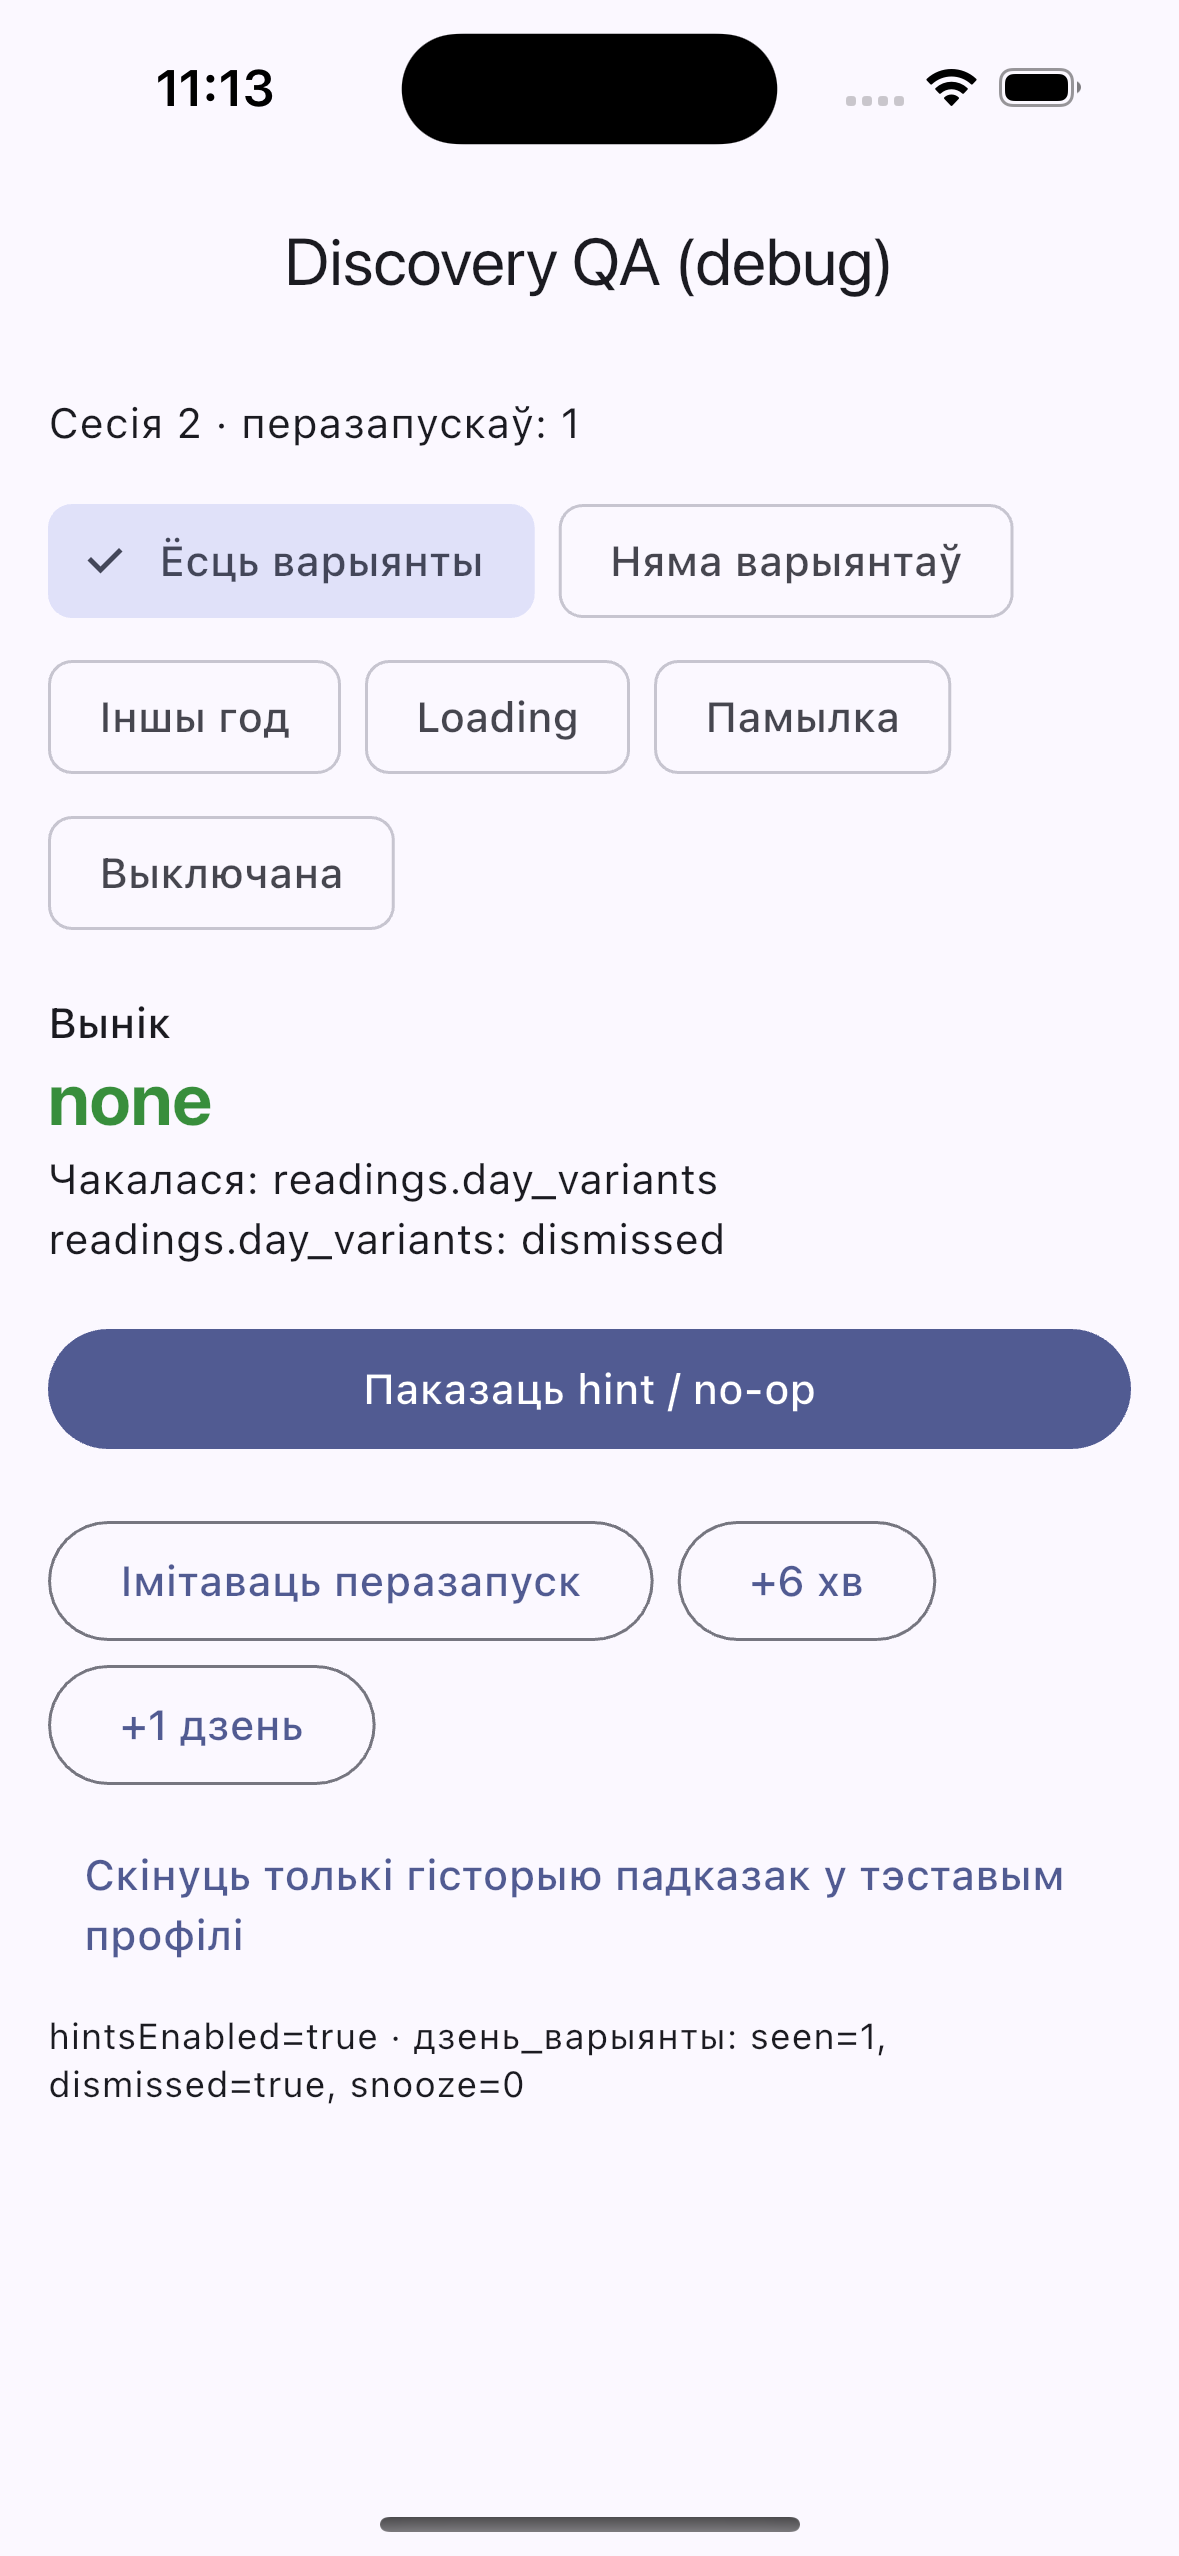 11:13
Discovery QA (debug)
Сесія 2 · перазапускаў: 1
Ёсць варыянты
Няма варыянтаў
Іншы год
Loading
Памылка
Выключана
Вынік
none
Чакалася: readings.day_variants
readings.day_variants: dismissed
Паказаць hint / no-op
Імітаваць перазапуск
+6 хв
+1 дзень
Скінуць толькі гісторыю падказак у тэставым
профілі
hintsEnabled=true · дзень_варыянты: seen=1,
dismissed=true, snooze=0